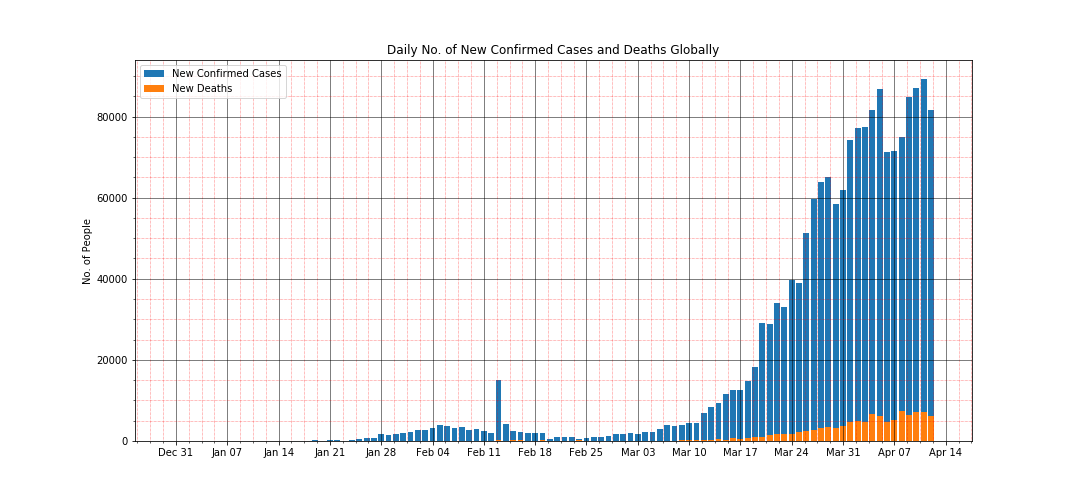 Daily No. of New Confirmed Cases and Deaths Globally
New Confirmed Cases
New Deaths
No. of People
80000
60000
40000
20000
0
Dec 31 Jan 07 Jan 14 Jan 21 Jan 28 Feb 04 Feb 11 Feb 18 Feb 25 Mar 03 Mar 10 Mar 17 Mar 24 Mar 31 Apr 07 Apr 14